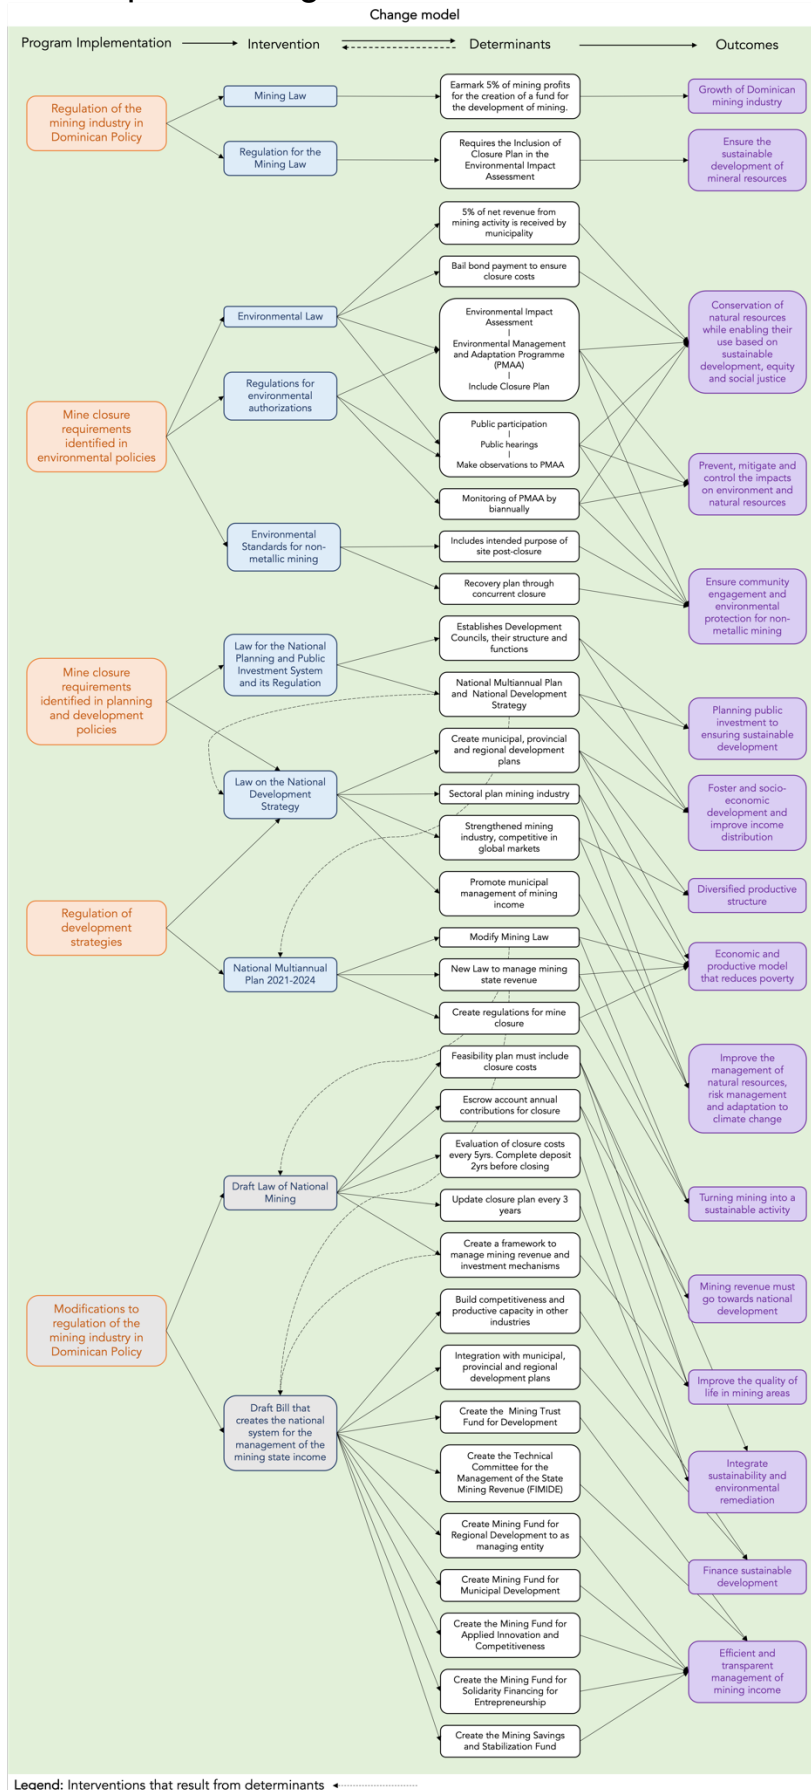 Change model
Program Implementation
Intervention
Determinants
Outcomes
Regulation of the
mining industry in
Dominican Policy
Mining Law
Earmark 5% of mining profits
for the creation of a fund for
the development of mining.
Growth of Dominican
mining industry
Regulation for the
Mining Law
Requires the Inclusion of
Closure Plan in the
Environmental Impact
Assessment
Ensure the
sustainable
development of
mineral resources
5% of net revenue from
mining activity is received by
municipality
Bail bond payment to ensure
closure costs
Mine closure
requirements
identified in
environmental policies
Environmental Law
Environmental Impact
Assessment
|
Environmental Management
and Adaptation Programme
(PMAA)
|
Include Closure Plan
Conservation of
natural resources
while enabling their
use based on
sustainable
development, equity
and social justice
Regulations for
environmental
authorizations
Public participation
|
Public hearings
|
Make observations to PMAA
Prevent, mitigate and
control the impacts
on environment and
natural resources
Monitoring of PMAA by
biannually
Environmental
Standards for non-
metallic mining
Includes intended purpose of
site post-closure
Recovery plan through
concurrent closure
Ensure community
engagement and
environmental
protection for non-
metallic mining
Mine closure
requirements
identified in planning
and development
policies
Law for the National
Planning and Public
Investment System
and its Regulation
Establishes Development
Councils, their structure and
functions
National Multiannual Plan
and  National Development
Strategy
Planning public
investment to
ensuring sustainable
development
Law on the National
Development
Strategy
Create municipal, provincial
and regional development
plans
Sectoral plan mining industry
Foster and socio-
economic
development and
improve income
distribution
Strengthened mining
industry, competitive in
global markets
Promote municipal
management of mining
income
Diversified productive
structure
Regulation of
development
strategies
National Multiannual
Plan 2021-2024
Modify Mining Law
New Law to manage mining
state revenue
Create regulations for mine
closure
Economic and
productive model
that reduces poverty
Feasibility plan must include
closure costs
Improve the
management of
natural resources,
risk management
and adaptation to
climate change
Escrow account annual
contributions for closure
Evaluation of closure costs
every 5yrs. Complete deposit
2yrs before closing
Draft Law of National
Mining
Update closure plan every 3
years
Turning mining into a
sustainable activity
Create a framework to
manage mining revenue and
investment mechanisms
Modifications to
regulation of the
mining industry in
Dominican Policy
Build competitiveness and
productive capacity in other
industries
Mining revenue must
go towards national
development
Integration with municipal,
provincial and regional
development plans
Improve the quality of
life in mining areas
Draft Bill that
creates the national
system for the
management of the
mining state income
Create the  Mining Trust
Fund for Development
Create the Technical
Committee for the
Management of the State
Mining Revenue (FIMIDE)
Integrate
sustainability and
environmental
remediation
Create Mining Fund for
Regional Development to as
managing entity
Finance sustainable
development
Create Mining Fund for
Municipal Development
Create the Mining Fund for
Applied Innovation and
Competitiveness
Efficient and
transparent
management of
mining income
Create the Mining Fund for
Solidarity Financing for
Entrepreneurship
Create the Mining Savings
and Stabilization Fund
Legend: Interventions that result from determinants